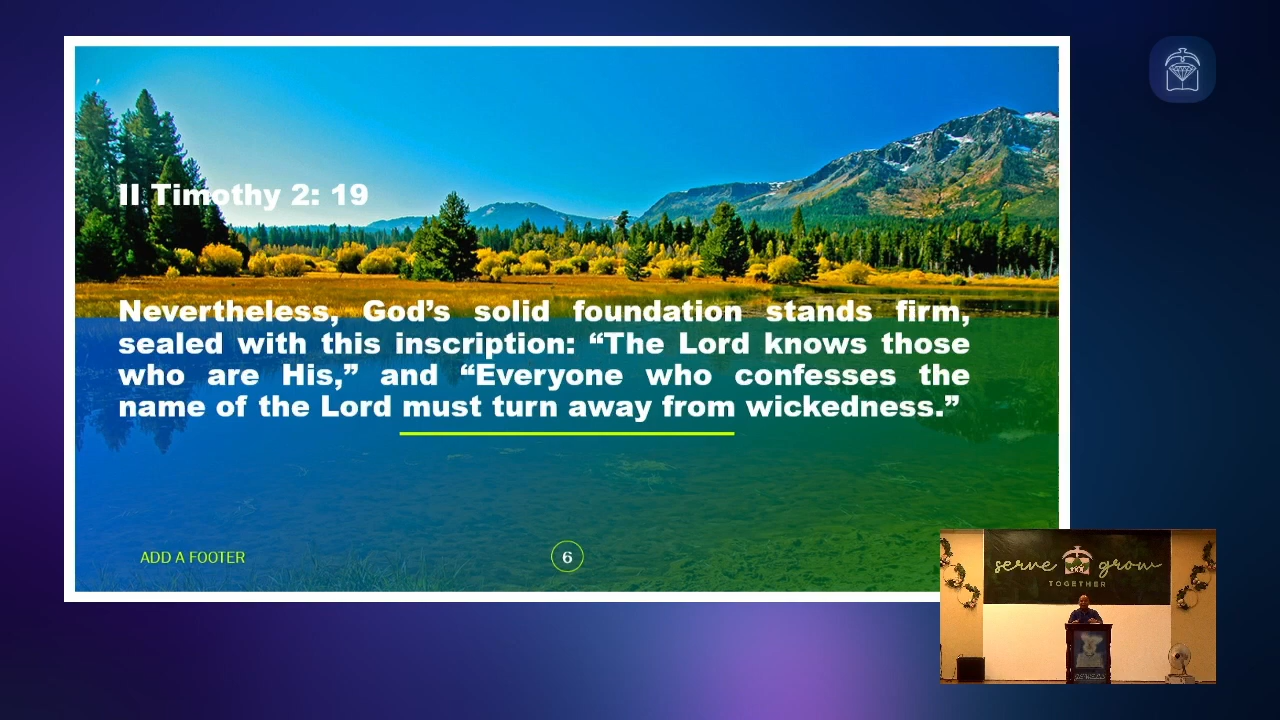 II Timothy 2: 19
Nevertheless, God’s solid foundation stands firm,
sealed with this inscription: “The Lord knows those
who are His,” and “Everyone who confesses the
name of the Lord must turn away from wickedness.”
ADD A FOOTER
6
serve grow
TOGETHER